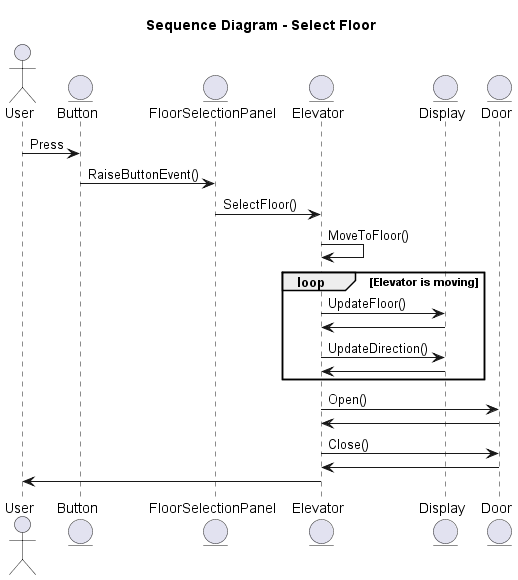 Sequence Diagram - Select Floor
User Button FloorSelectionPanel Elevator Display Door
Press
RaiseButtonEvent()
SelectFloor()
MoveToFloor()
loop [Elevator is moving]
UpdateFloor()
UpdateDirection()
Open()
Close()
User Button FloorSelectionPanel Elevator Display Door